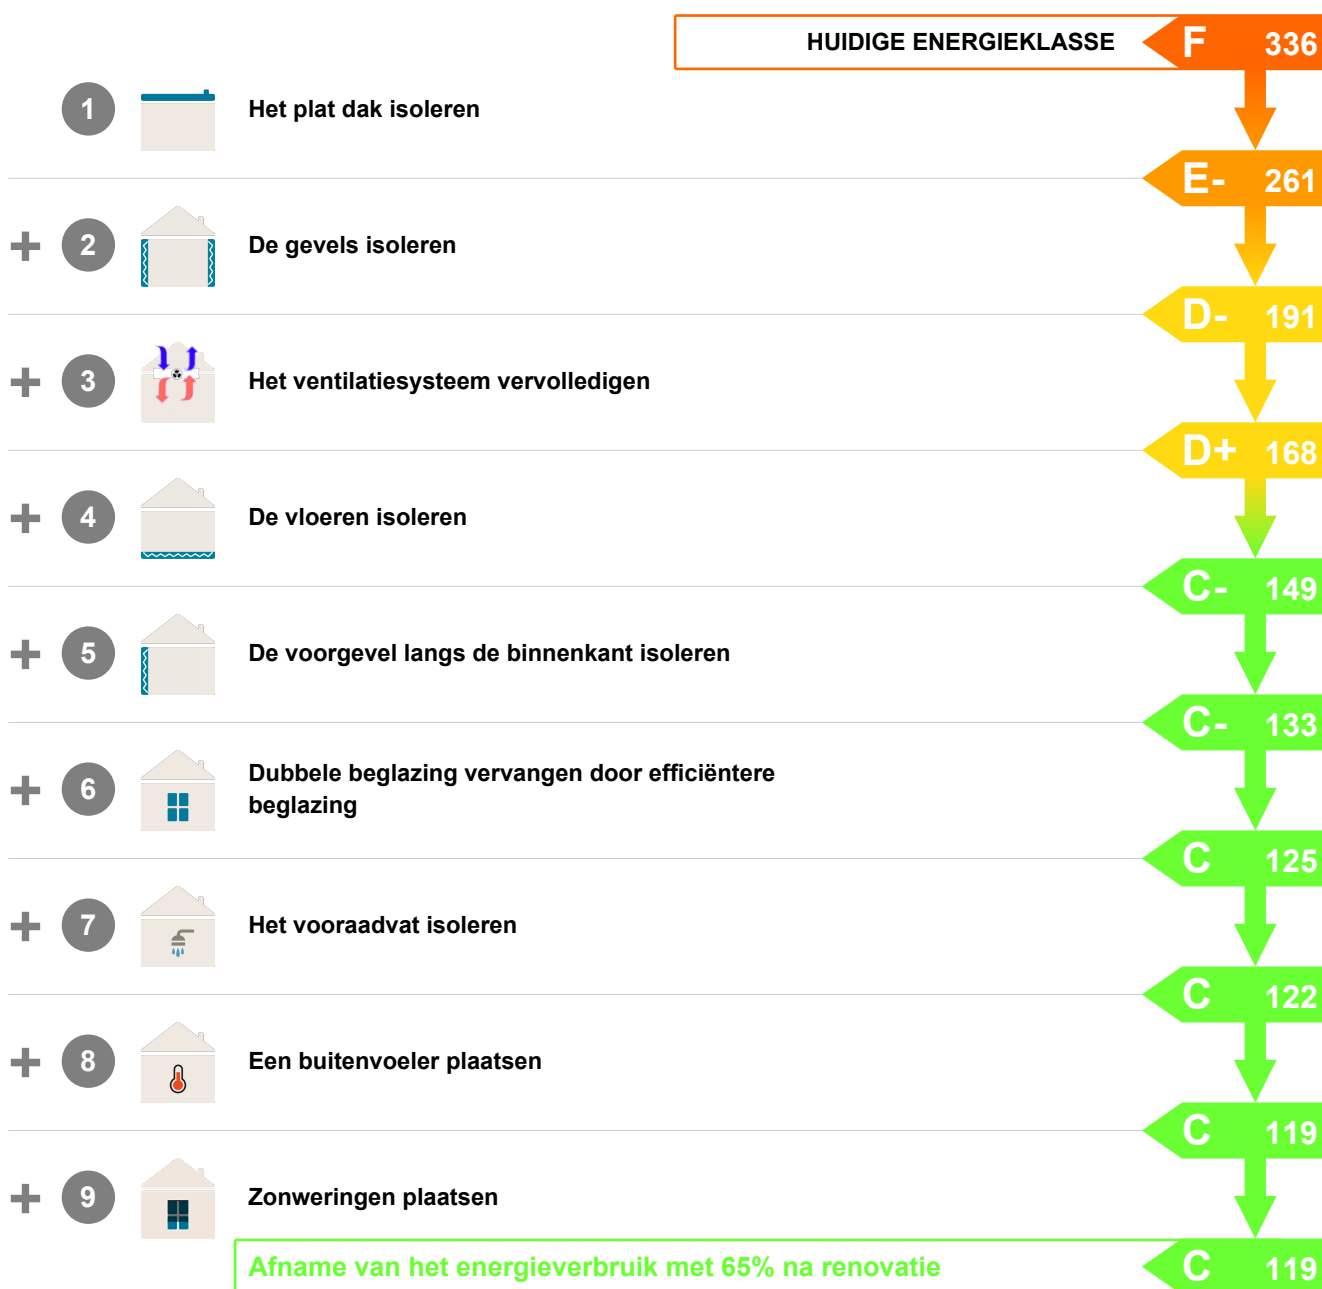 HUIDIGE ENERGIEKLASSE F 336
1 Het plat dak isoleren
E- 261
+ 2 De gevels isoleren
D- 191
+ 3 Het ventilatiesysteem vervolledigen
D+ 168
+ 4 De vloeren isoleren
C- 149
+ 5 De voorgevel langs de binnenkant isoleren
C- 133
+ 6 Dubbele beglazing vervangen door efficiëntere
beglazing
C 125
+ 7 Het vooraadvat isoleren
C 122
+ 8 Een buitenvoeler plaatsen
C 119
+ 9 Zonweringen plaatsen
Afname van het energieverbruik met 65% na renovatie C 119